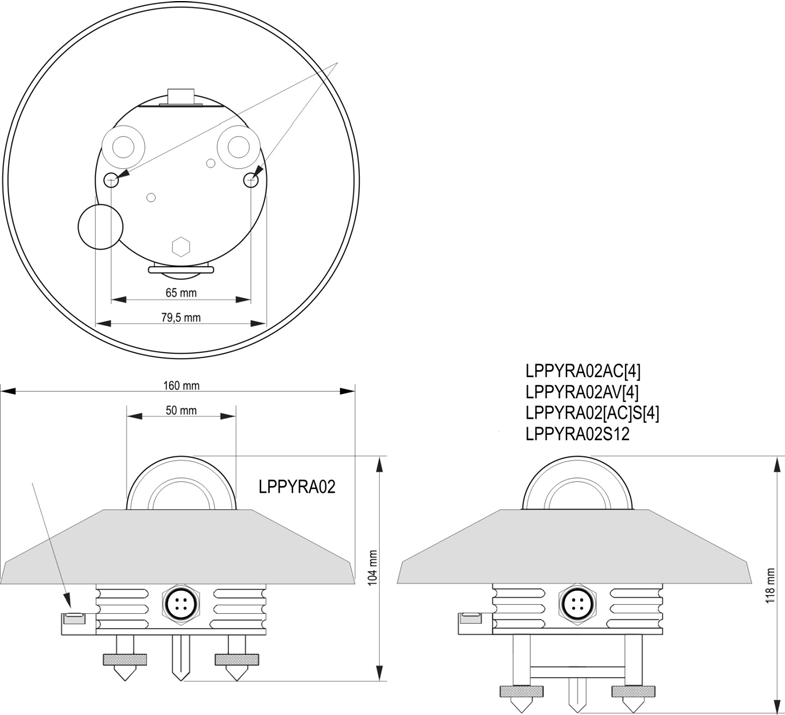 65 mm
79,5 mm
160 mm
50 mm
LPPYRA02AC[4]
LPPYRA02AV[4]
LPPYRA02[AC]S[4]
LPPYRA02S12
LPPYRA02
104 mm
118 mm